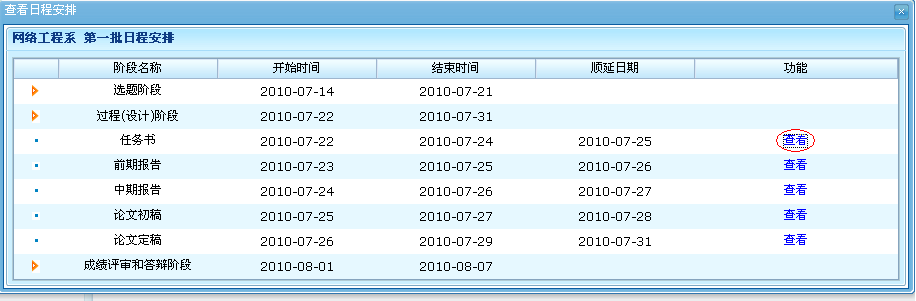 查看日程安排
网络工程系 第一批日程安排
阶段名称 开始时间 结束时间 顺延日期 功能
选题阶段 2010-07-14 2010-07-21
过程(设计)阶段 2010-07-22 2010-07-31
任务书 2010-07-22 2010-07-24 2010-07-25 查看
前期报告 2010-07-23 2010-07-25 2010-07-26 查看
中期报告 2010-07-24 2010-07-26 2010-07-27 查看
论文初稿 2010-07-25 2010-07-27 2010-07-28 查看
论文定稿 2010-07-26 2010-07-29 2010-07-31 查看
成绩评审和答辩阶段 2010-08-01 2010-08-07